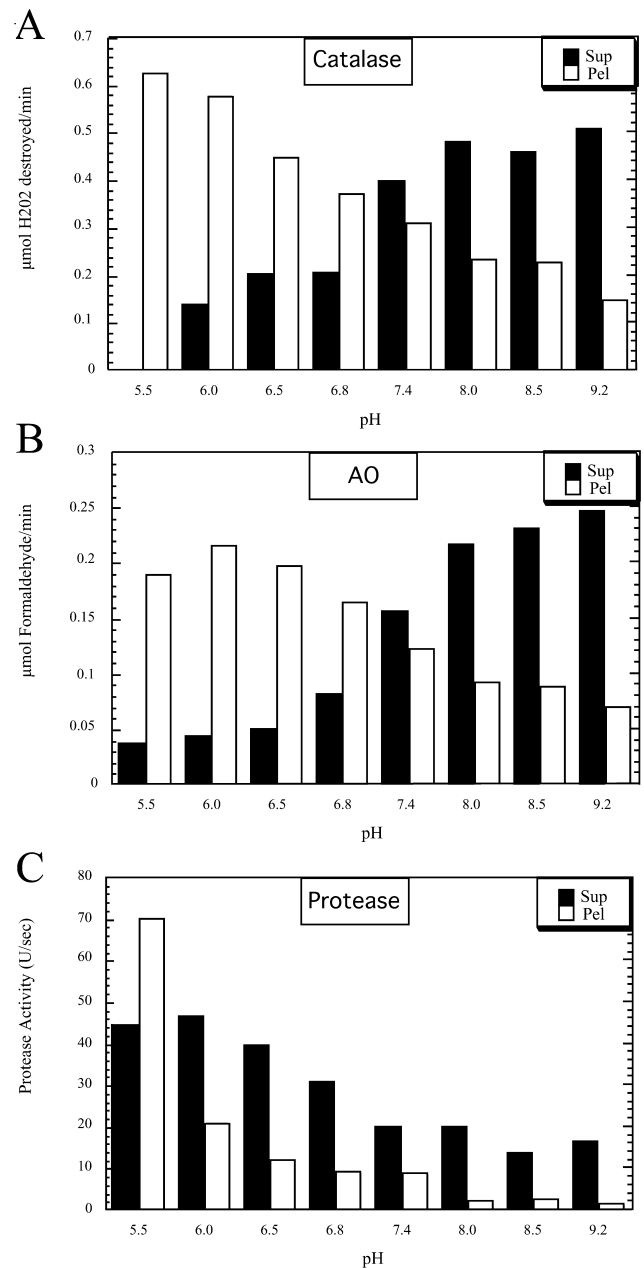 A
Catalase
Sup
Pel
0.7
0.6
0.5
0.4
0.3
0.2
0.1
0
µmol H202 destroyed/min
5.5 6.0 6.5 6.8 7.4 8.0 8.5 9.2
pH
B
AO
Sup
Pel
0.3
0.25
0.2
0.15
0.1
0.05
0
µmol Formaldehyde/min
5.5 6.0 6.5 6.8 7.4 8.0 8.5 9.2
pH
C
Protease
Sup
Pel
80
70
60
50
40
30
20
10
0
Protease Activity (U/sec)
5.5 6.0 6.5 6.8 7.4 8.0 8.5 9.2
pH